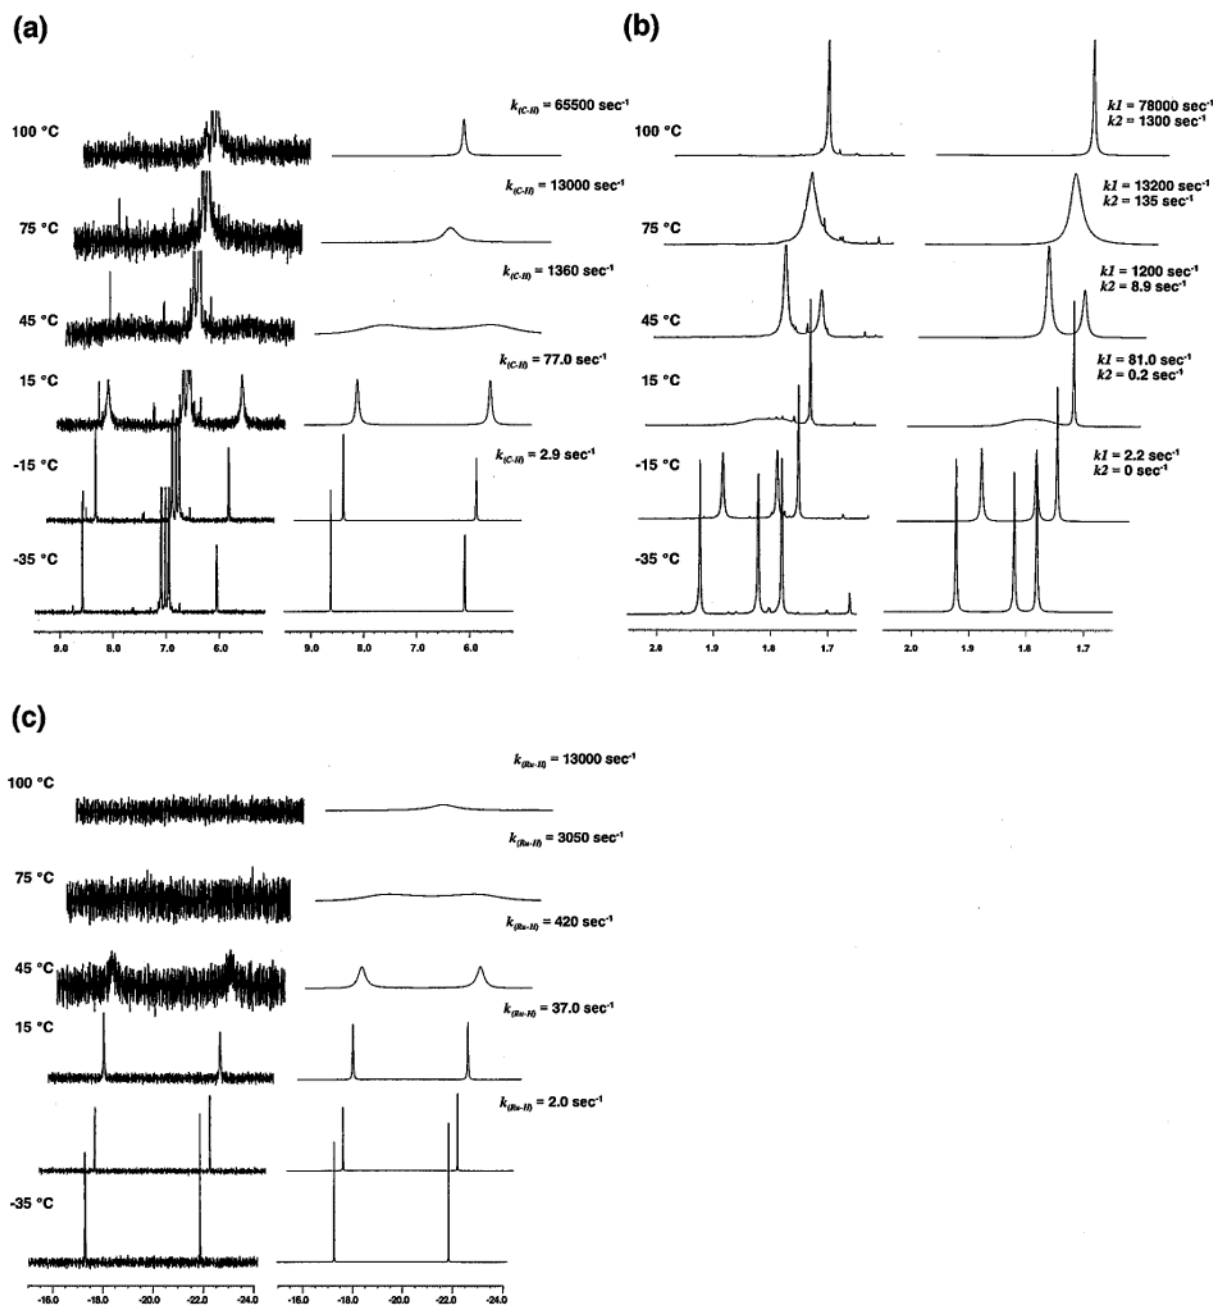 (a)
k(C-H) = 65500 sec-1
100 °C
k(C-H) = 13000 sec-1
75 °C
k(C-H) = 1360 sec-1
45 °C
k(C-H) = 77.0 sec-1
15 °C
k(C-H) = 2.9 sec-1
-15 °C
-35 °C
9.0 8.0 7.0 6.0
9.0 8.0 7.0 6.0
(b)
k1 = 78000 sec-1
k2 = 1300 sec-1
100 °C
k1 = 13200 sec-1
k2 = 135 sec-1
75 °C
k1 = 1200 sec-1
k2 = 8.9 sec-1
45 °C
k1 = 81.0 sec-1
k2 = 0.2 sec-1
15 °C
k1 = 2.2 sec-1
k2 = 0 sec-1
-15 °C
-35 °C
2.0 1.9 1.8 1.7
2.0 1.9 1.8 1.7
(c)
k(Ru-H) = 13000 sec-1
100 °C
k(Ru-H) = 3050 sec-1
75 °C
k(Ru-H) = 420 sec-1
45 °C
k(Ru-H) = 37.0 sec-1
15 °C
k(Ru-H) = 2.0 sec-1
-35 °C
-16.0 -18.0 -20.0 -22.0 -24.0
-16.0 -18.0 -20.0 -22.0 -24.0